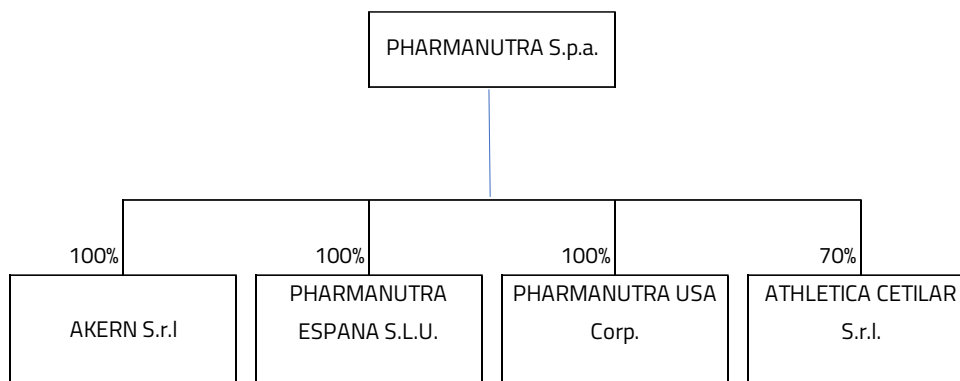 PHARMANUTRA S.p.a.
100%
100%
100%
70%
AKERN S.r.l
PHARMANUTRA
ESPANA S.L.U.
PHARMANUTRA USA
Corp.
ATHLETICA CETILAR
S.r.l.